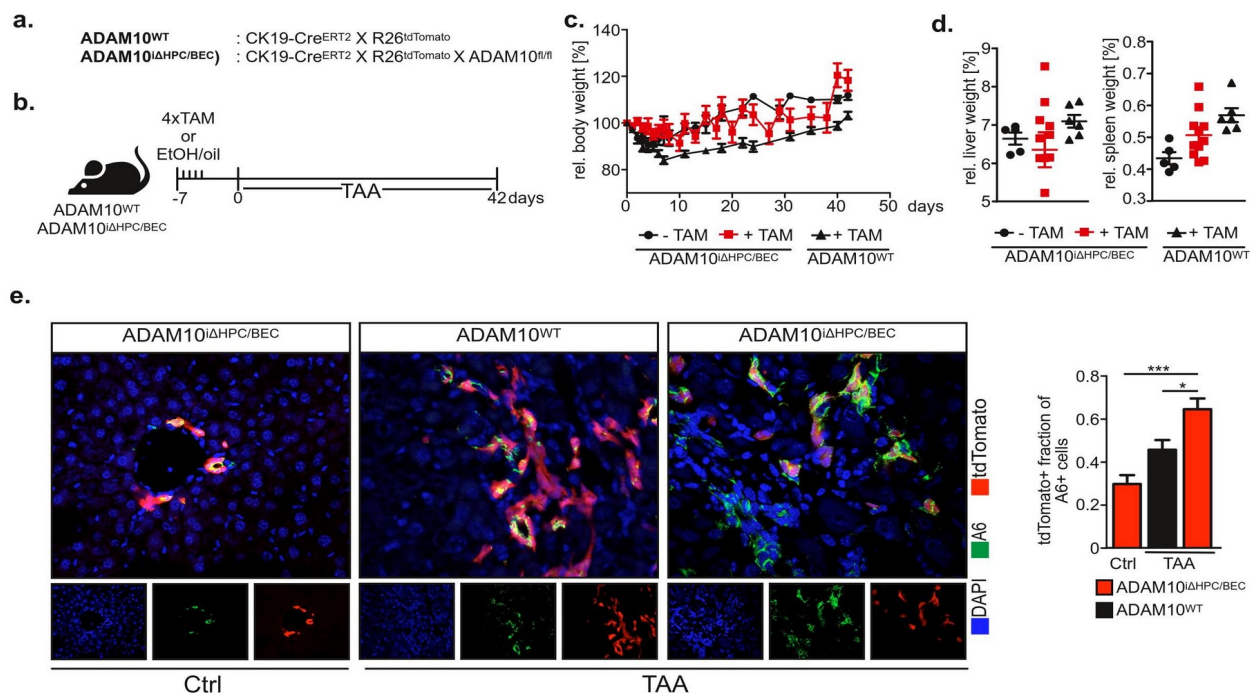 a.
ADAM10WT : CK19-CreERT2 X R26tdTomato
ADAM10iΔHPC/BEC) : CK19-CreERT2 X R26tdTomato X ADAM10fl/fl
b.
4xTAM
or
EtOH/oil
-7 0 TAA 42 days
ADAM10WT
ADAM10iΔHPC/BEC
c.
rel. body weight [%]
140
120
100
80
0 10 20 30 40 50 days
- TAM + TAM + TAM
ADAM10iΔHPC/BEC ADAM10WT
d.
rel. liver weight [%]
9
8
7
6
5
rel. spleen weight [%]
0.8
0.7
0.6
0.5
0.4
0.3
- TAM + TAM + TAM
ADAM10iΔHPC/BEC ADAM10WT
e.
ADAM10iΔHPC/BEC ADAM10WT ADAM10iΔHPC/BEC
DAPI A6 tdTomato
Ctrl TAA
tdTomato+ fraction of
A6+ cells
0.8
0.6
0.4
0.2
0
***
*
Ctrl TAA
ADAM10iΔHPC/BEC
ADAM10WT